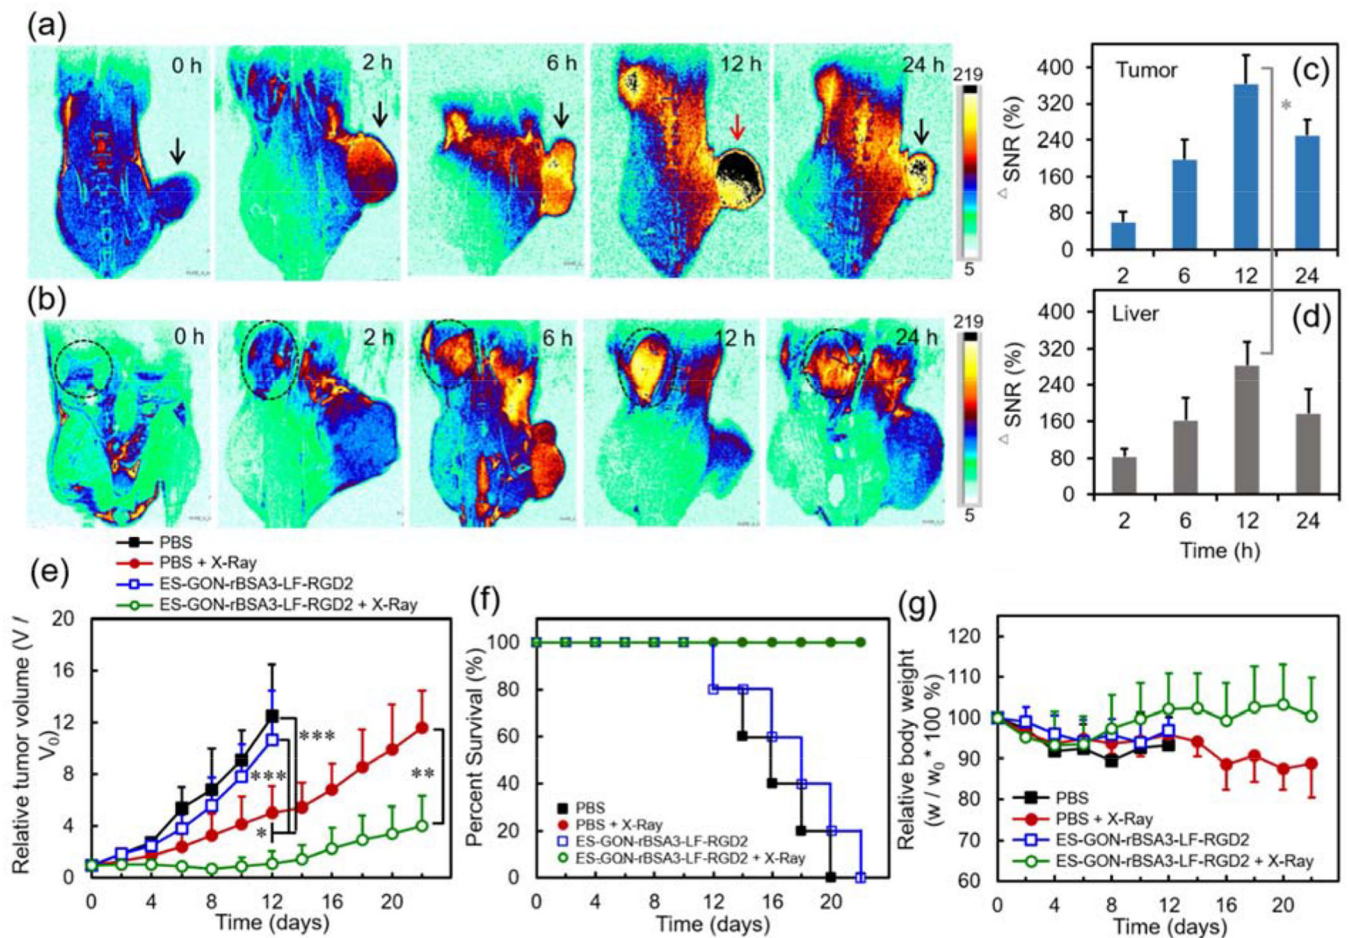 (a)
0 h
2 h
6 h
12 h
24 h
219
5
(b)
0 h
2 h
6 h
12 h
24 h
219
5
Tumor
(c)
△ SNR (%)
400
320
240
160
80
0
*
2 6 12 24
Liver
(d)
△ SNR (%)
400
320
240
160
80
0
2 6 12 24
Time (h)
PBS
PBS + X-Ray
ES-GON-rBSA3-LF-RGD2
ES-GON-rBSA3-LF-RGD2 + X-Ray
(e)
Relative tumor volume (V /
V₀)
20
16
12
8
4
0
***
***
*
**
0 4 8 12 16 20
Time (days)
(f)
Percent Survival (%)
100
80
60
40
20
0
PBS
PBS + X-Ray
ES-GON-rBSA3-LF-RGD2
ES-GON-rBSA3-LF-RGD2 + X-Ray
0 4 8 12 16 20
Time (days)
(g)
Relative body weight
(w / w₀ * 100 %)
120
110
100
90
80
70
60
PBS
PBS + X-Ray
ES-GON-rBSA3-LF-RGD2
ES-GON-rBSA3-LF-RGD2 + X-Ray
0 4 8 12 16 20
Time (days)